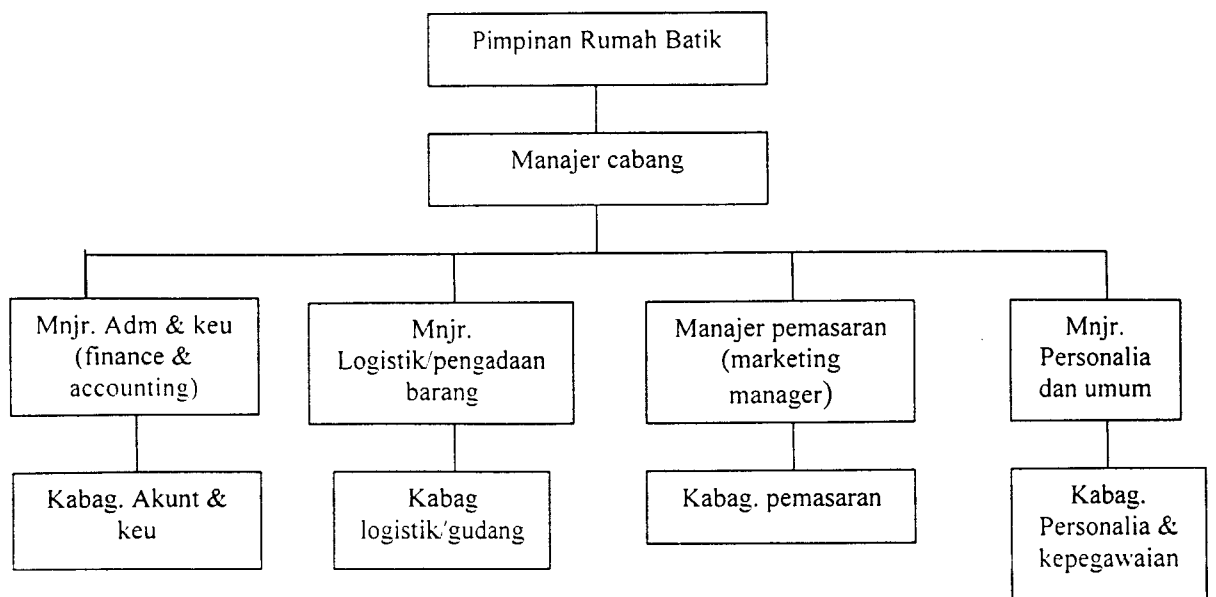 Pimpinan Rumah Batik
Manajer cabang
Mnjr. Adm & keu
(finance &
accounting)
Mnjr.
Logistik/pengadaan
barang
Manajer pemasaran
(marketing
manager)
Mnjr.
Personalia
dan umum
Kabag. Akunt &
keu
Kabag
logistik/gudang
Kabag. pemasaran
Kabag.
Personalia &
kepegawaian